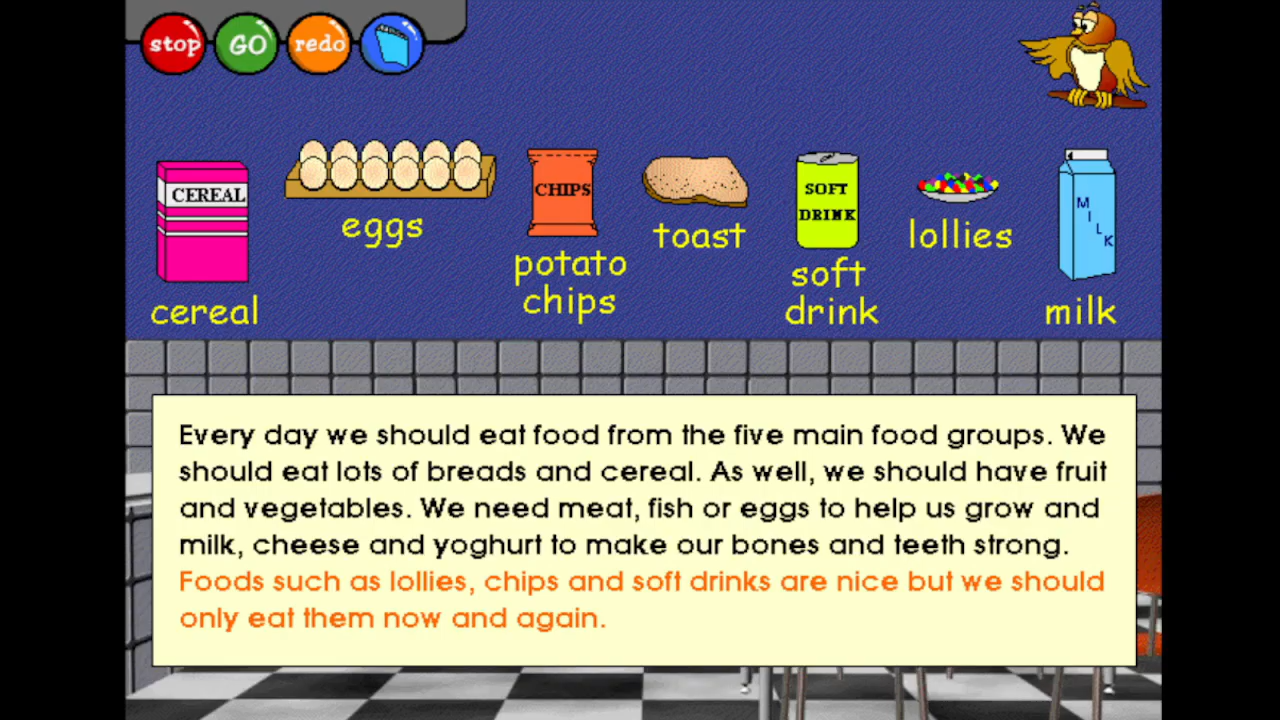 stop GO redo
CEREAL
CHIPS
SOFT
DRINK
MILK
eggs
toast
lollies
potato
chips
soft
drink
cereal
milk
Every day we should eat food from the five main food groups. We
should eat lots of breads and cereal. As well, we should have fruit
and vegetables. We need meat, fish or eggs to help us grow and
milk, cheese and yoghurt to make our bones and teeth strong.
Foods such as lollies, chips and soft drinks are nice but we should
only eat them now and again.